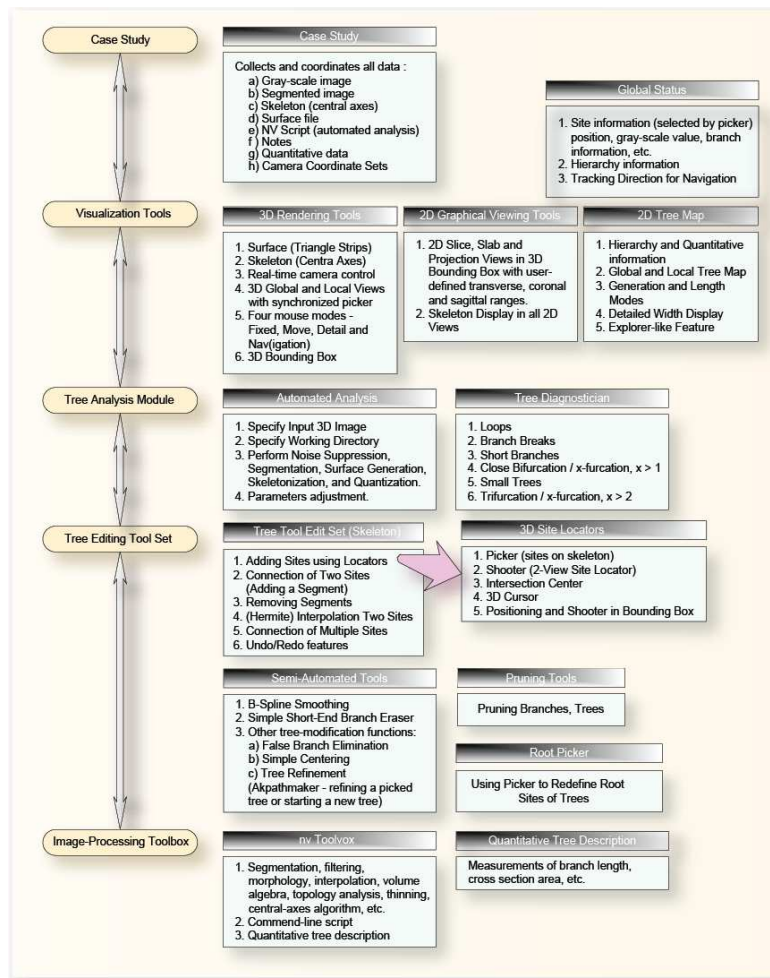 Case Study
Case Study
Collects and coordinates all data :
a) Gray-scale image
b) Segmented image
c) Skeleton (central axes)
d) Surface file
e) NV Script (automated analysis)
f ) Notes
g) Quantitative data
h) Camera Coordinate Sets
Global Status
1. Site information (selected by picker)
position, gray-scale value, branch
information, etc.
2. Hierarchy information
3. Tracking Direction for Navigation
Visualization Tools
3D Rendering Tools
1. Surface (Triangle Strips)
2. Skeleton (Centra Axes)
3. Real-time camera control
4. 3D Global and Local Views
with synchronized picker
5. Four mouse modes -
Fixed, Move, Detail and
Nav(igation)
6. 3D Bounding Box
2D Graphical Viewing Tools
1. 2D Slice, Slab and
Projection Views in 3D
Bounding Box with user-
defined transverse, coronal
and sagittal ranges.
2. Skeleton Display in all 2D
Views
2D Tree Map
1. Hierarchy and Quantitative
information
2. Global and Local Tree Map
3. Generation and Length
Modes
4. Detailed Width Display
5. Explorer-like Feature
Tree Analysis Module
Automated Analysis
1. Specify Input 3D Image
2. Specify Working Directory
3. Perform Noise Suppression,
Segmentation, Surface Generation,
Skeletonization, and Quantization.
4. Parameters adjustment.
Tree Diagnostician
1. Loops
2. Branch Breaks
3. Short Branches
4. Close Bifurcation / x-furcation, x > 1
5. Small Trees
6. Trifurcation / x-furcation, x > 2
Tree Editing Tool Set
Tree Tool Edit Set (Skeleton)
1. Adding Sites using Locators
2. Connection of Two Sites
(Adding a Segment)
3. Removing Segments
4. (Hermite) Interpolation Two Sites
5. Connection of Multiple Sites
6. Undo/Redo features
3D Site Locators
1. Picker (sites on skeleton)
2. Shooter (2-View Site Locator)
3. Intersection Center
4. 3D Cursor
5. Positioning and Shooter in Bounding Box
Semi-Automated Tools
1. B-Spline Smoothing
2. Simple Short-End Branch Eraser
3. Other tree-modification functions:
a) False Branch Elimination
b) Simple Centering
c) Tree Refinement
(Akpathmaker - refining a picked
tree or starting a new tree)
Pruning Tools
Pruning Branches, Trees
Root Picker
Using Picker to Redefine Root
Sites of Trees
Image-Processing Toolbox
nv Toolvox
1. Segmentation, filtering,
morphology, interpolation, volume
algebra, topology analysis, thinning,
central-axes algorithm, etc.
2. Commend-line script
3. Quantitative tree description
Quantitative Tree Description
Measurements of branch length,
cross section area, etc.